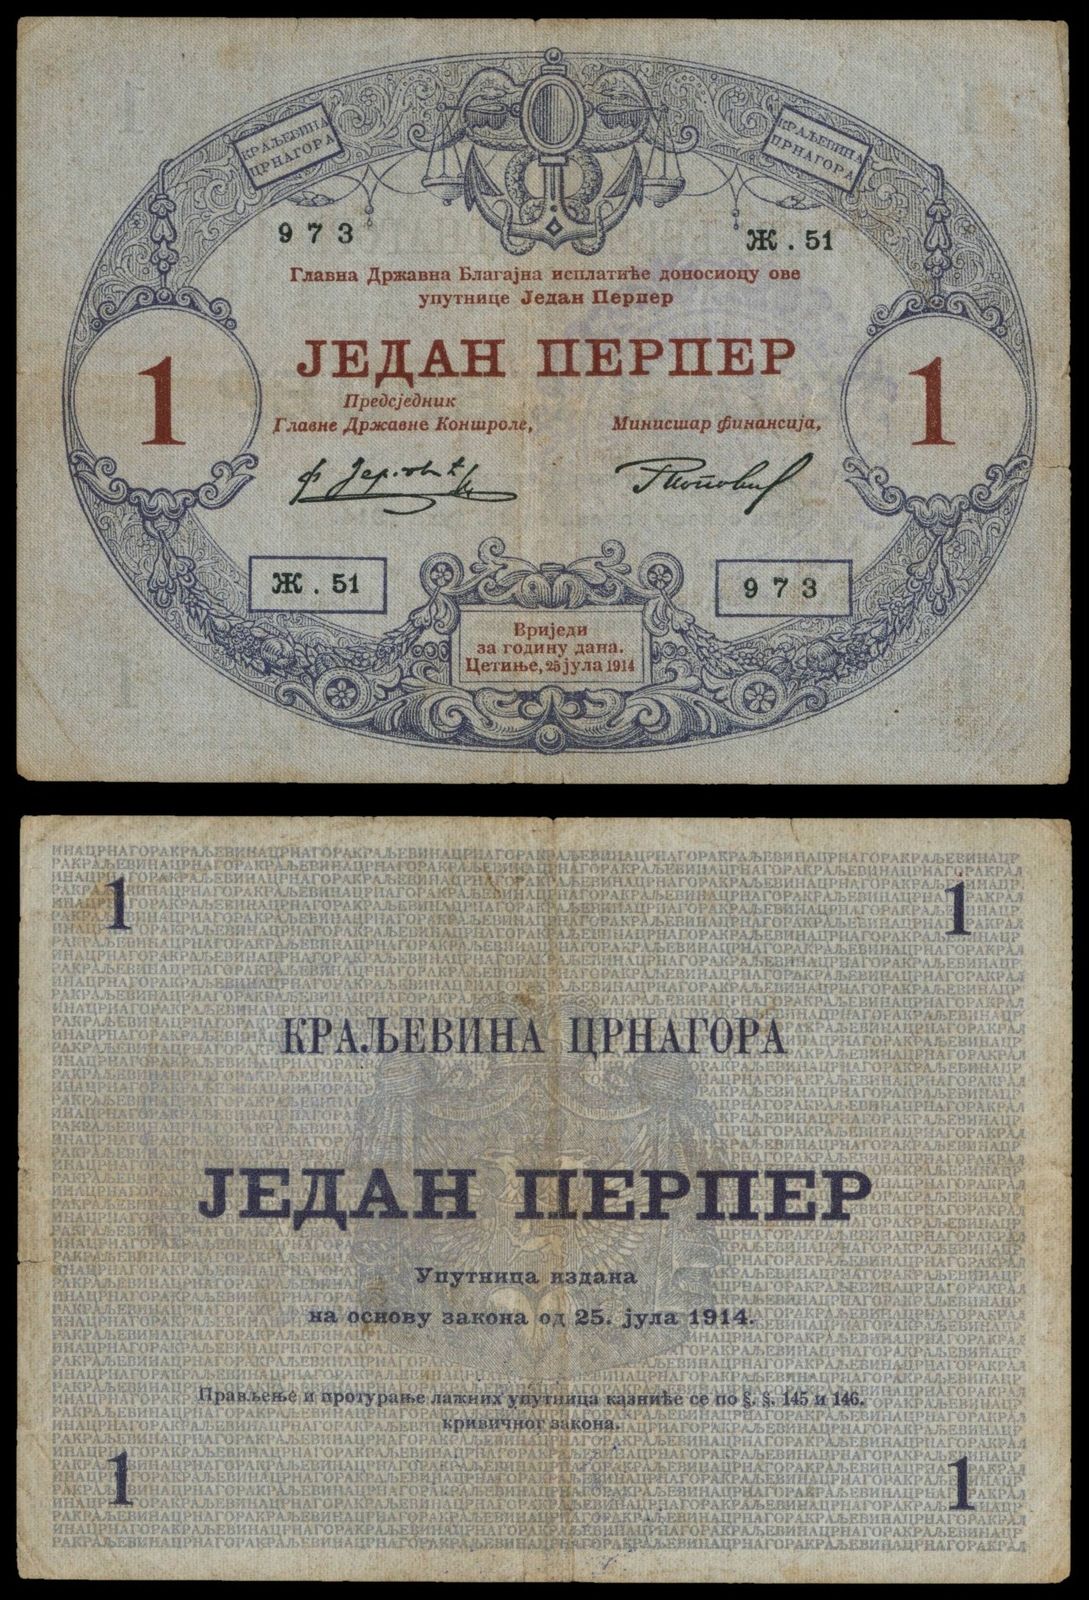 КРАЉЕВИНА
ЦРНАГОРА
КРАЉЕВИНА
ЦРНАГОРА
973
Ж . 51
Главна Државна Благајна исплатиће доносиоцу ове
упутнице Један Перпер
1
ЈЕДАН ПЕРПЕР
1
Предсједник
Главне Државне Контроле,
Министар финансија,
Ж . 51
973
Вриједи
за годину дана.
Цетиње, 25 јула 1914
1
1
КРАЉЕВИНА ЦРНАГОРА
ЈЕДАН ПЕРПЕР
Упутница издана
на основу закона од 25. јула 1914.
Прављење и протурање лажних упутница казниће се по §. §. 145 и 146.
кривичног закона.
1
1